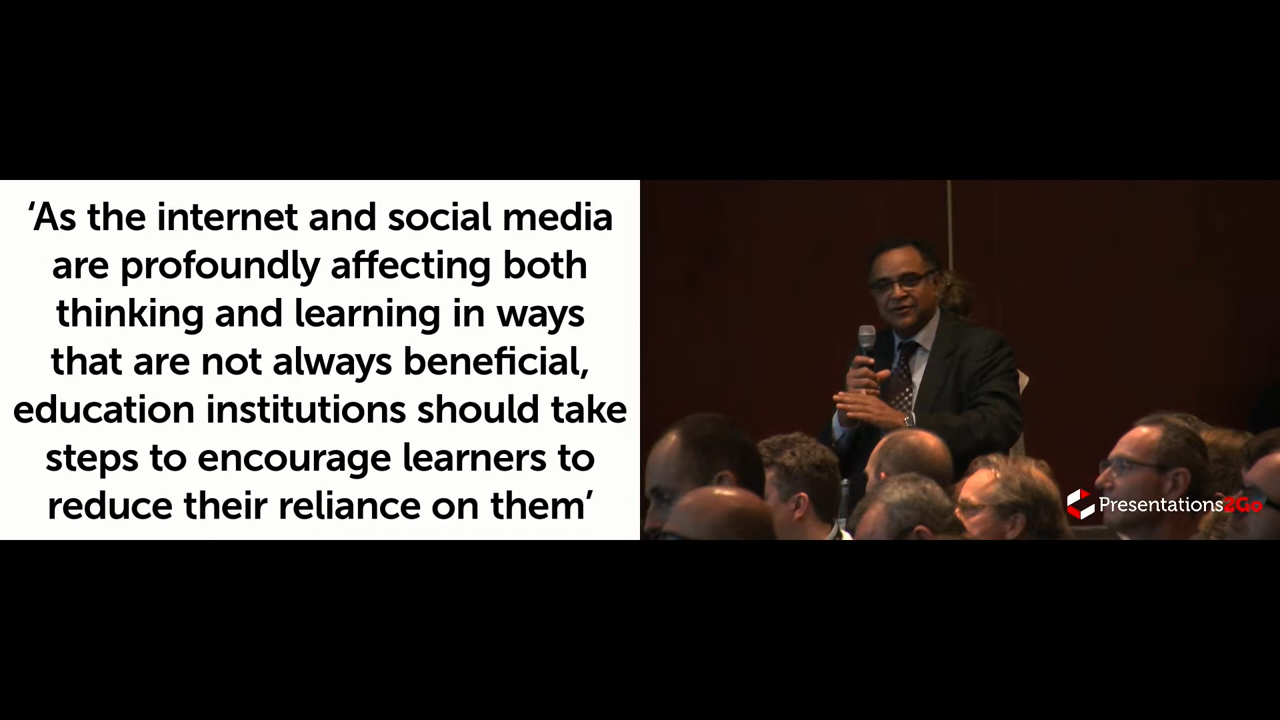 ‘As the internet and social media
are profoundly affecting both
thinking and learning in ways
that are not always beneficial,
education institutions should take
steps to encourage learners to
reduce their reliance on them’
Presentations2Go